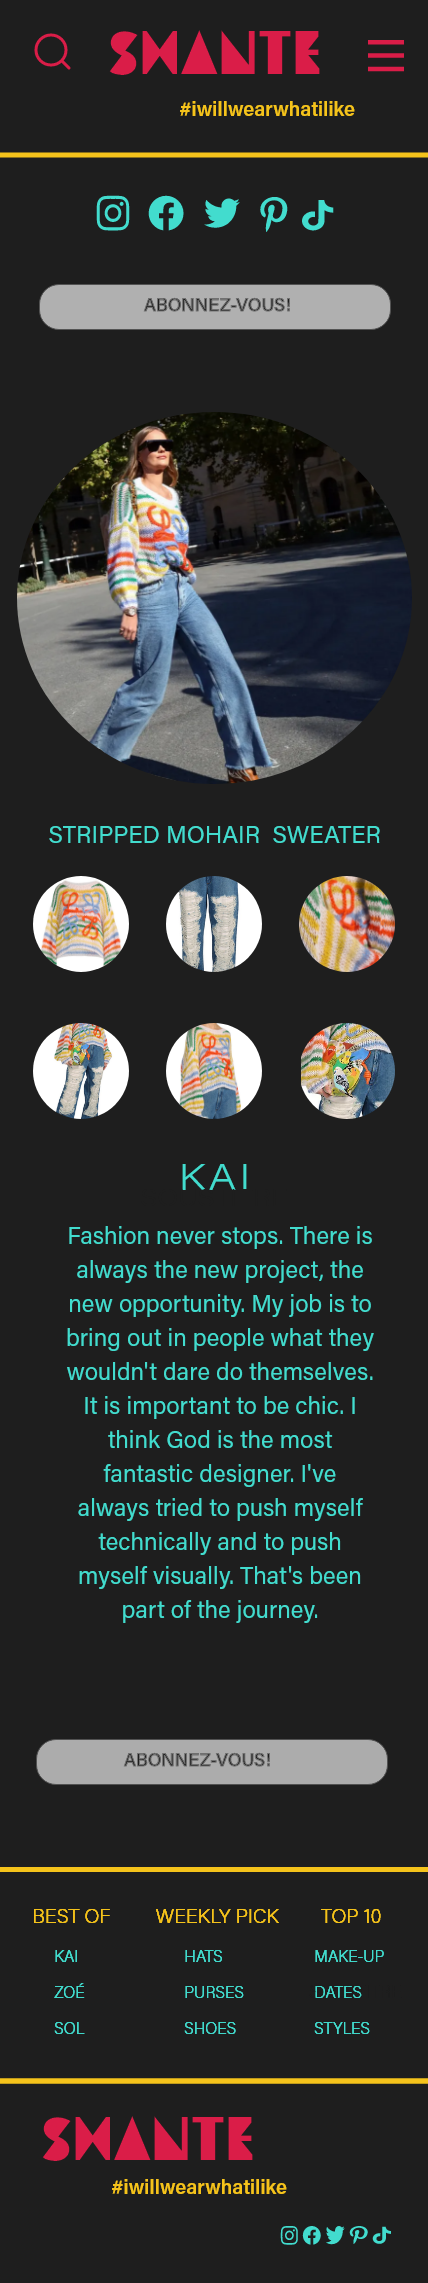 SHANTE
#iwillwearwhatilike
ABONNEZ-VOUS!
STRIPPED MOHAIR SWEATER
KAI
Fashion never stops. There is
always the new project, the
new opportunity. My job is to
bring out in people what they
wouldn't dare do themselves.
It is important to be chic. I
think God is the most
fantastic designer. I've
always tried to push myself
technically and to push
myself visually. That's been
part of the journey.
ABONNEZ-VOUS!
BEST OF WEEKLY PICK TOP 10
KAI HATS MAKE-UP
ZOÉ PURSES DATES
SOL SHOES STYLES
SHANTE
#iwillwearwhatilike